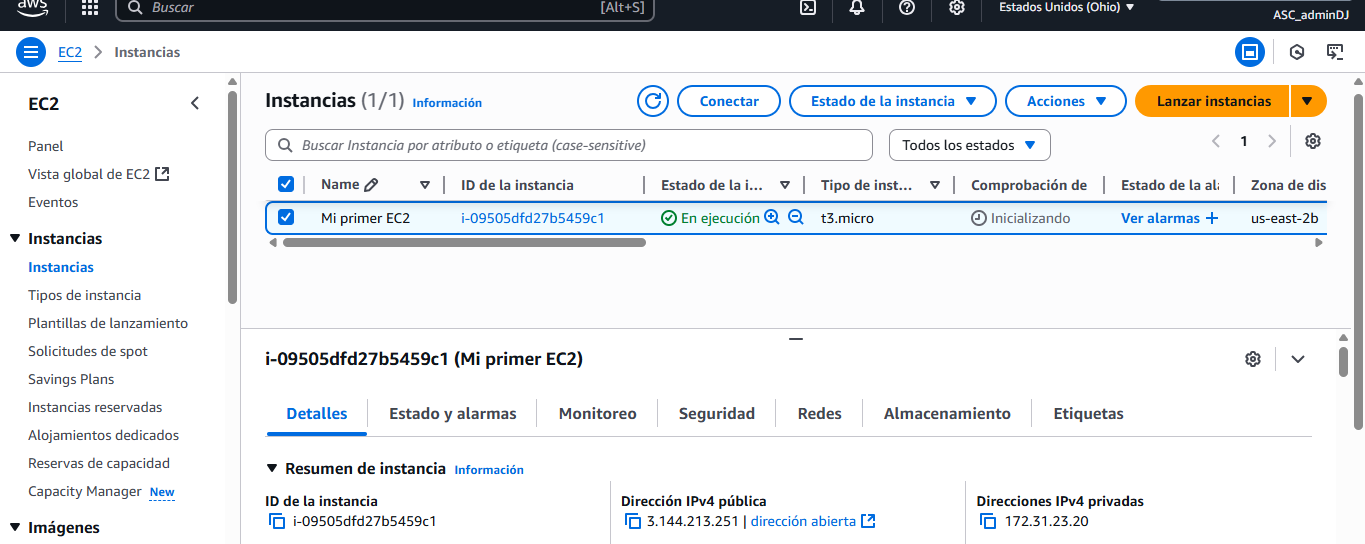 aws
Buscar [Alt+S] Estados Unidos (Ohio)
ASC_adminDJ
EC2 Instancias
EC2
Panel
Vista global de EC2
Eventos
Instancias
Instancias
Tipos de instancia
Plantillas de lanzamiento
Solicitudes de spot
Savings Plans
Instancias reservadas
Alojamientos dedicados
Reservas de capacidad
Capacity Manager New
Imágenes
Instancias (1/1) Información Conectar Estado de la instancia Acciones Lanzar instancias
Buscar Instancia por atributo o etiqueta (case-sensitive) Todos los estados 1
Name ID de la instancia Estado de la i... Tipo de inst... Comprobación de Estado de la al Zona de dis
Mi primer EC2 i-09505dfd27b5459c1 En ejecución t3.micro Inicializando Ver alarmas + us-east-2b
i-09505dfd27b5459c1 (Mi primer EC2)
Detalles Estado y alarmas Monitoreo Seguridad Redes Almacenamiento Etiquetas
Resumen de instancia Información
ID de la instancia
i-09505dfd27b5459c1
Dirección IPv4 pública
3.144.213.251 | dirección abierta
Direcciones IPv4 privadas
172.31.23.20